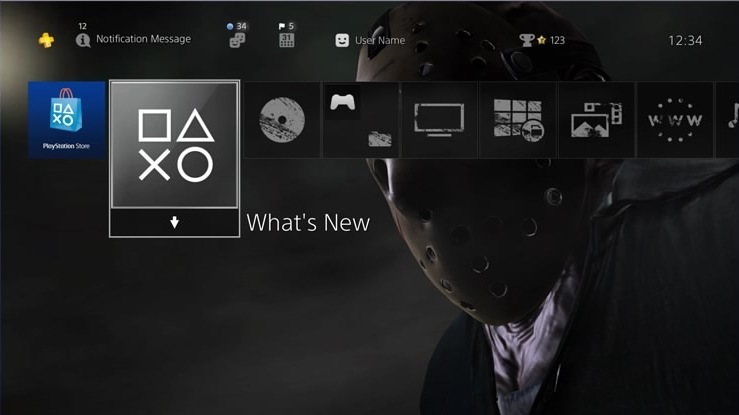 12
Notification Message
34
5
31
User Name
123
12:34
PlayStation Store
WWW
What's New